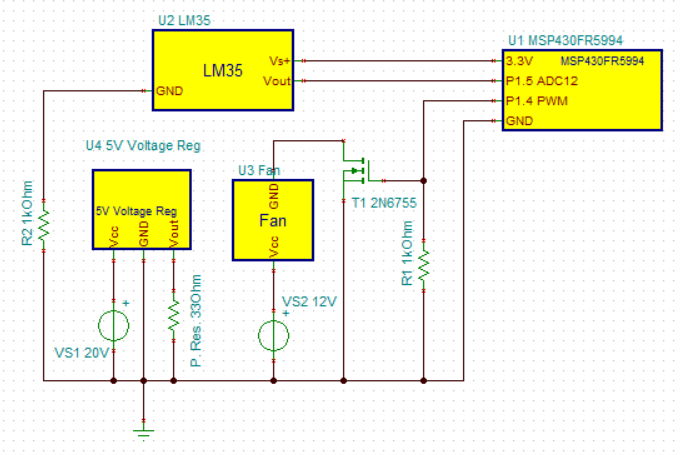 U2 LM35
LM35
Vs+
Vout
GND
U1 MSP430FR5994
3.3V
MSP430FR5994
P1.5 ADC12
P1.4 PWM
GND
U4 5V Voltage Reg
5V Voltage Reg
Vcc
GND
Vout
U3 Fan
GND
Fan
Vcc
T1 2N6755
R2 1kOhm
R1 1kOhm
P. Res. 33Ohm
VS1 20V
+
VS2 12V
+